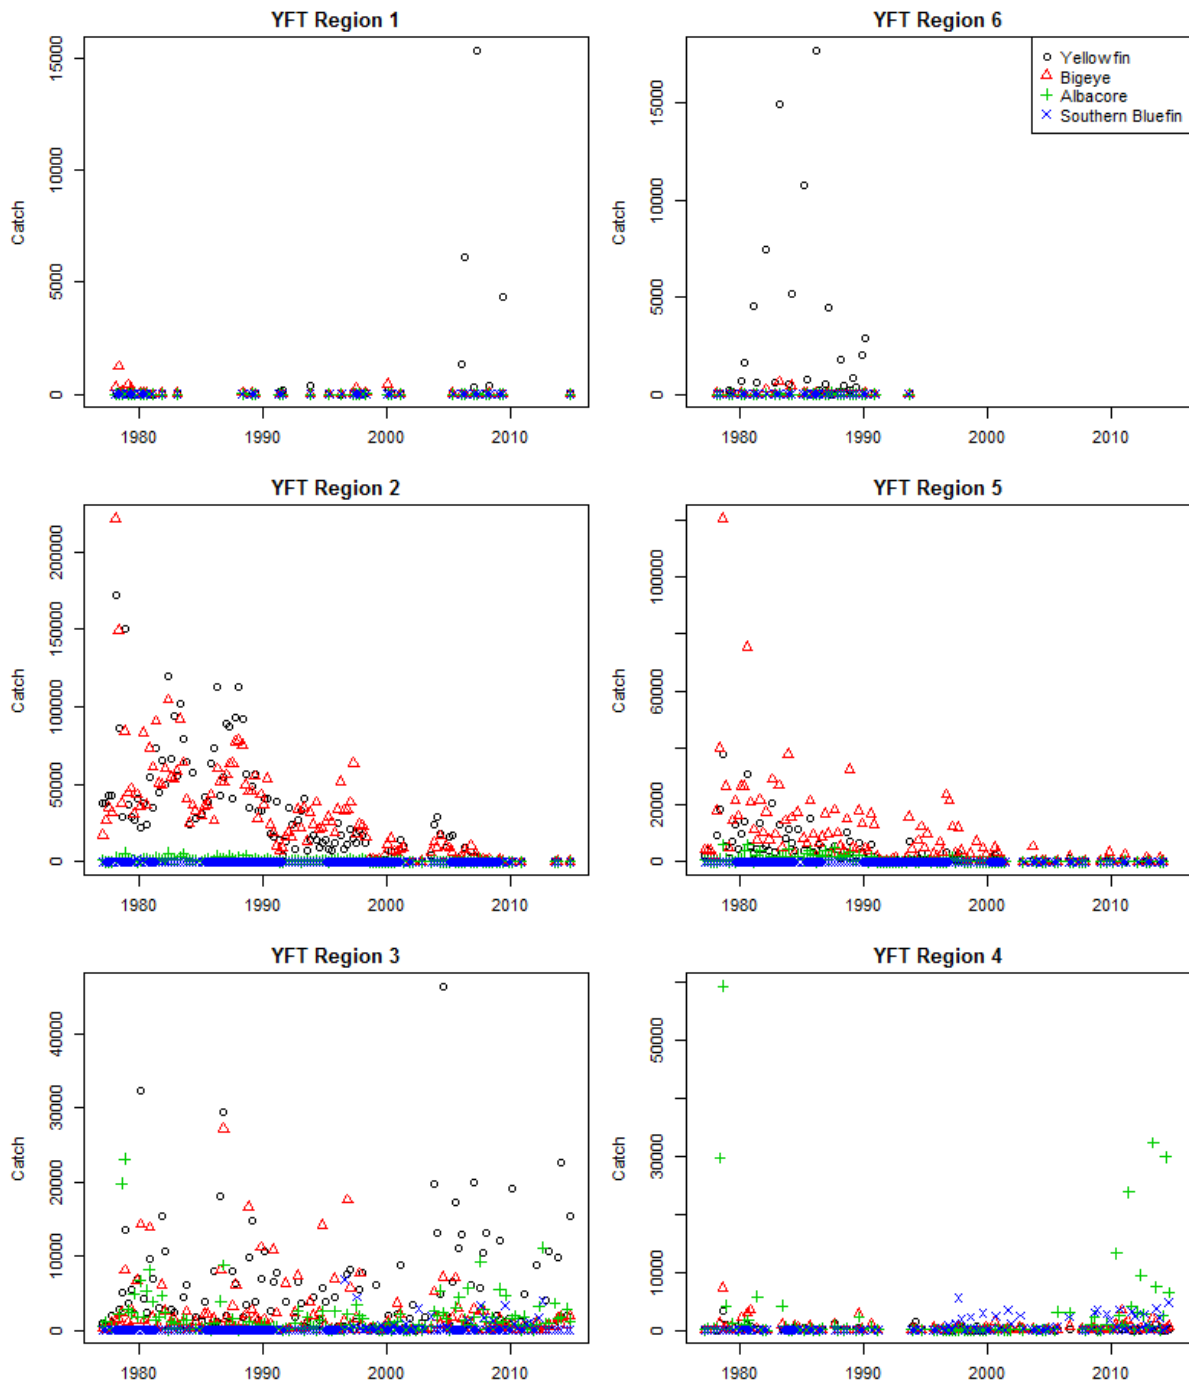 YFT Region 1
Catch
15000
10000
5000
0
1980 1990 2000 2010
YFT Region 6
Catch
15000
10000
5000
0
1980 1990 2000 2010
Yellowfin
Bigeye
Albacore
Southern Bluefin
YFT Region 2
Catch
200000
150000
100000
50000
0
1980 1990 2000 2010
YFT Region 5
Catch
100000
60000
20000
0
1980 1990 2000 2010
YFT Region 3
Catch
40000
30000
20000
10000
0
1980 1990 2000 2010
YFT Region 4
Catch
50000
30000
10000
0
1980 1990 2000 2010